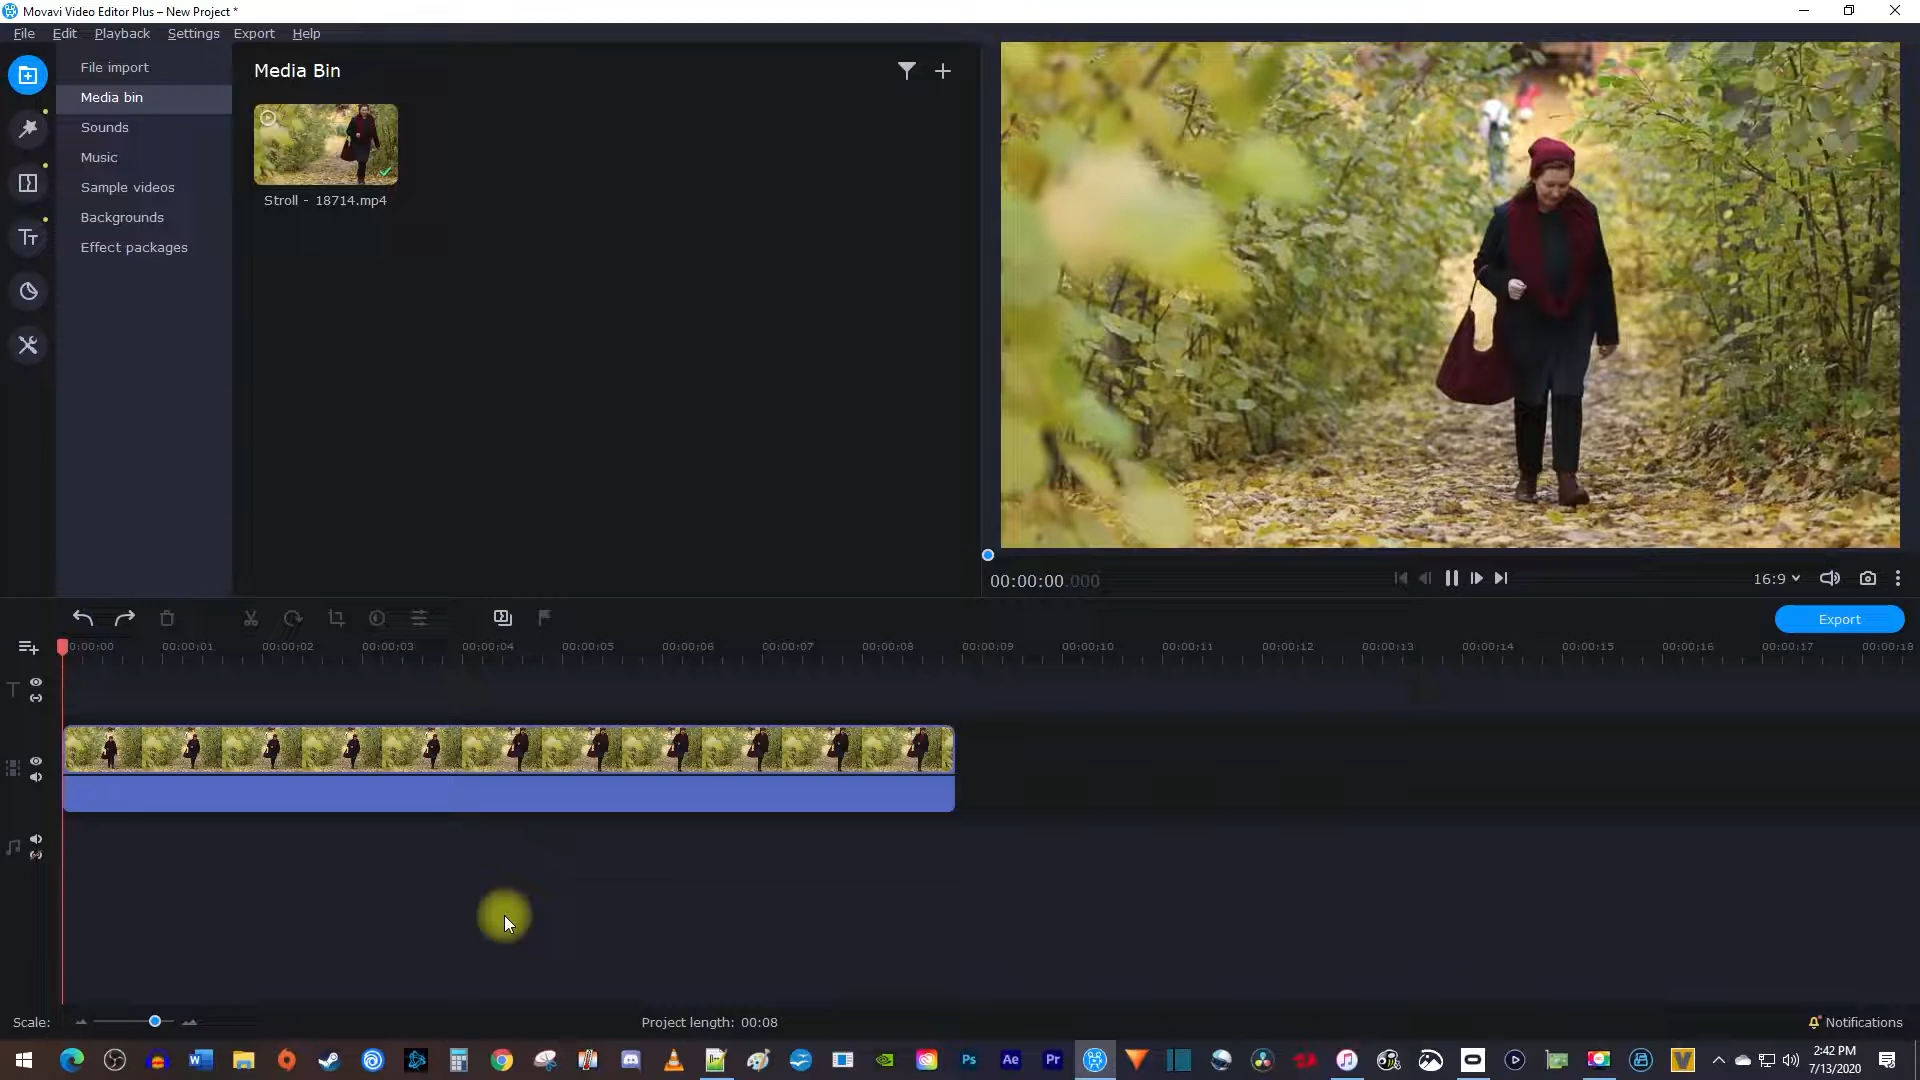 Movavi Video Editor Plus – New Project *
File Edit Playback Settings Export Help
File import
Media bin
Sounds
Music
Sample videos
Backgrounds
Effect packages
Media Bin
Stroll - 18714.mp4
00:00:00.000
16:9
Export
0:00:00 00:00:01 00:00:02 00:00:03 00:00:04 00:00:05 00:00:06 00:00:07 00:00:08 00:00:09 00:00:10 00:00:11 00:00:12 00:00:13 00:00:14 00:00:15 00:00:16 00:00:17 00:00:18
Scale:
Project length: 00:08
Notifications
Ps Ae Pr
2:42 PM
7/13/2020